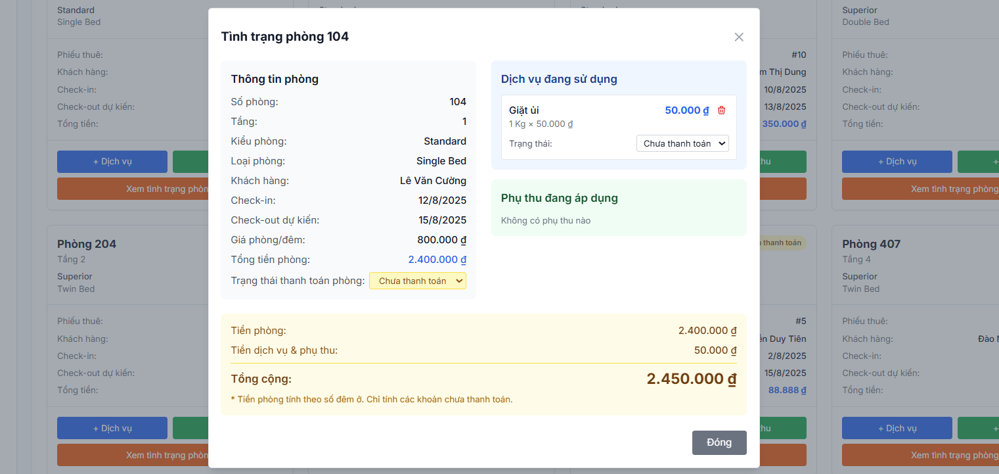 Standard
Single Bed
Superior
Double Bed
Phiếu thuê:
Khách hàng:
Check-in:
Check-out dự kiến:
Tổng tiền:
+ Dịch vụ
Xem tình trạng phòn
#10
m Thị Dung
10/8/2025
13/8/2025
350.000 ₫
hu
Phiếu thuê:
Khách hàng:
Check-in:
Check-out dự kiến:
Tổng tiền:
+ Dịch vụ
+
Xem tình trạng phòng
Tình trạng phòng 104
Thông tin phòng
Số phòng: 104
Tầng: 1
Kiểu phòng: Standard
Loại phòng: Single Bed
Khách hàng: Lê Văn Cường
Check-in: 12/8/2025
Check-out dự kiến: 15/8/2025
Giá phòng/đêm: 800.000 ₫
Tổng tiền phòng: 2.400.000 ₫
Trạng thái thanh toán phòng: Chưa thanh toán
Dịch vụ đang sử dụng
Giặt ủi 50.000 ₫
1 Kg × 50.000 ₫
Trạng thái: Chưa thanh toán
Phụ thu đang áp dụng
Không có phụ thu nào
Tiền phòng: 2.400.000 ₫
Tiền dịch vụ & phụ thu: 50.000 ₫
Tổng cộng: 2.450.000 ₫
* Tiền phòng tính theo số đêm ở. Chỉ tính các khoản chưa thanh toán.
Đóng
Phòng 204
Tầng 2
Superior
Twin Bed
Phiếu thuê:
Khách hàng:
Check-in:
Check-out dự kiến:
Tổng tiền:
+ Dịch vụ
Xem tình trạng phòn
thanh toán
#5
ễn Duy Tiên
2/8/2025
15/8/2025
88.888 ₫
hu
Phòng 407
Tầng 4
Superior
Twin Bed
Phiếu thuê:
Khách hàng: Đào
Check-in:
Check-out dự kiến:
Tổng tiền:
+ Dịch vụ
+
Xem tình trạng phòng